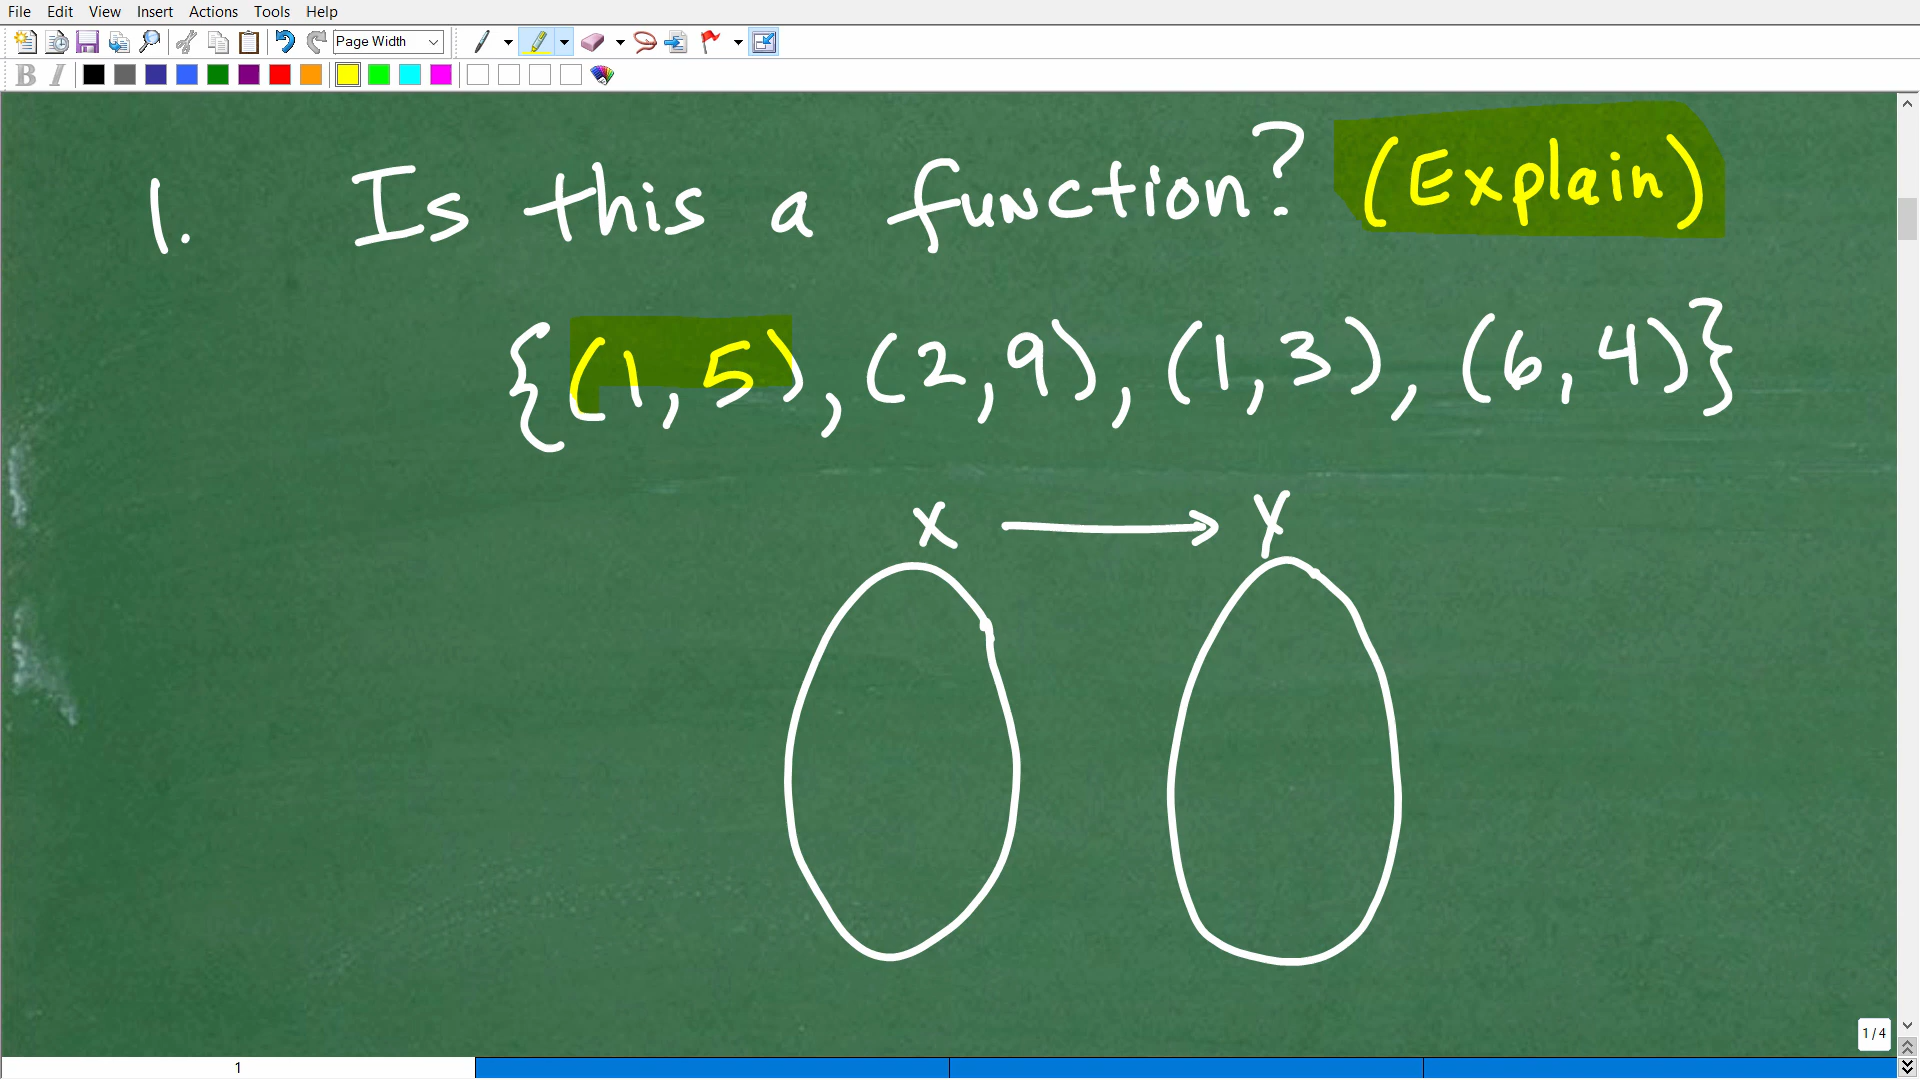 File Edit View Insert Actions Tools Help
Page Width
B I
1. Is this a function? (Explain)
{(1, 5), (2, 9), (1, 3), (6, 4)}
x → y
1/4
1